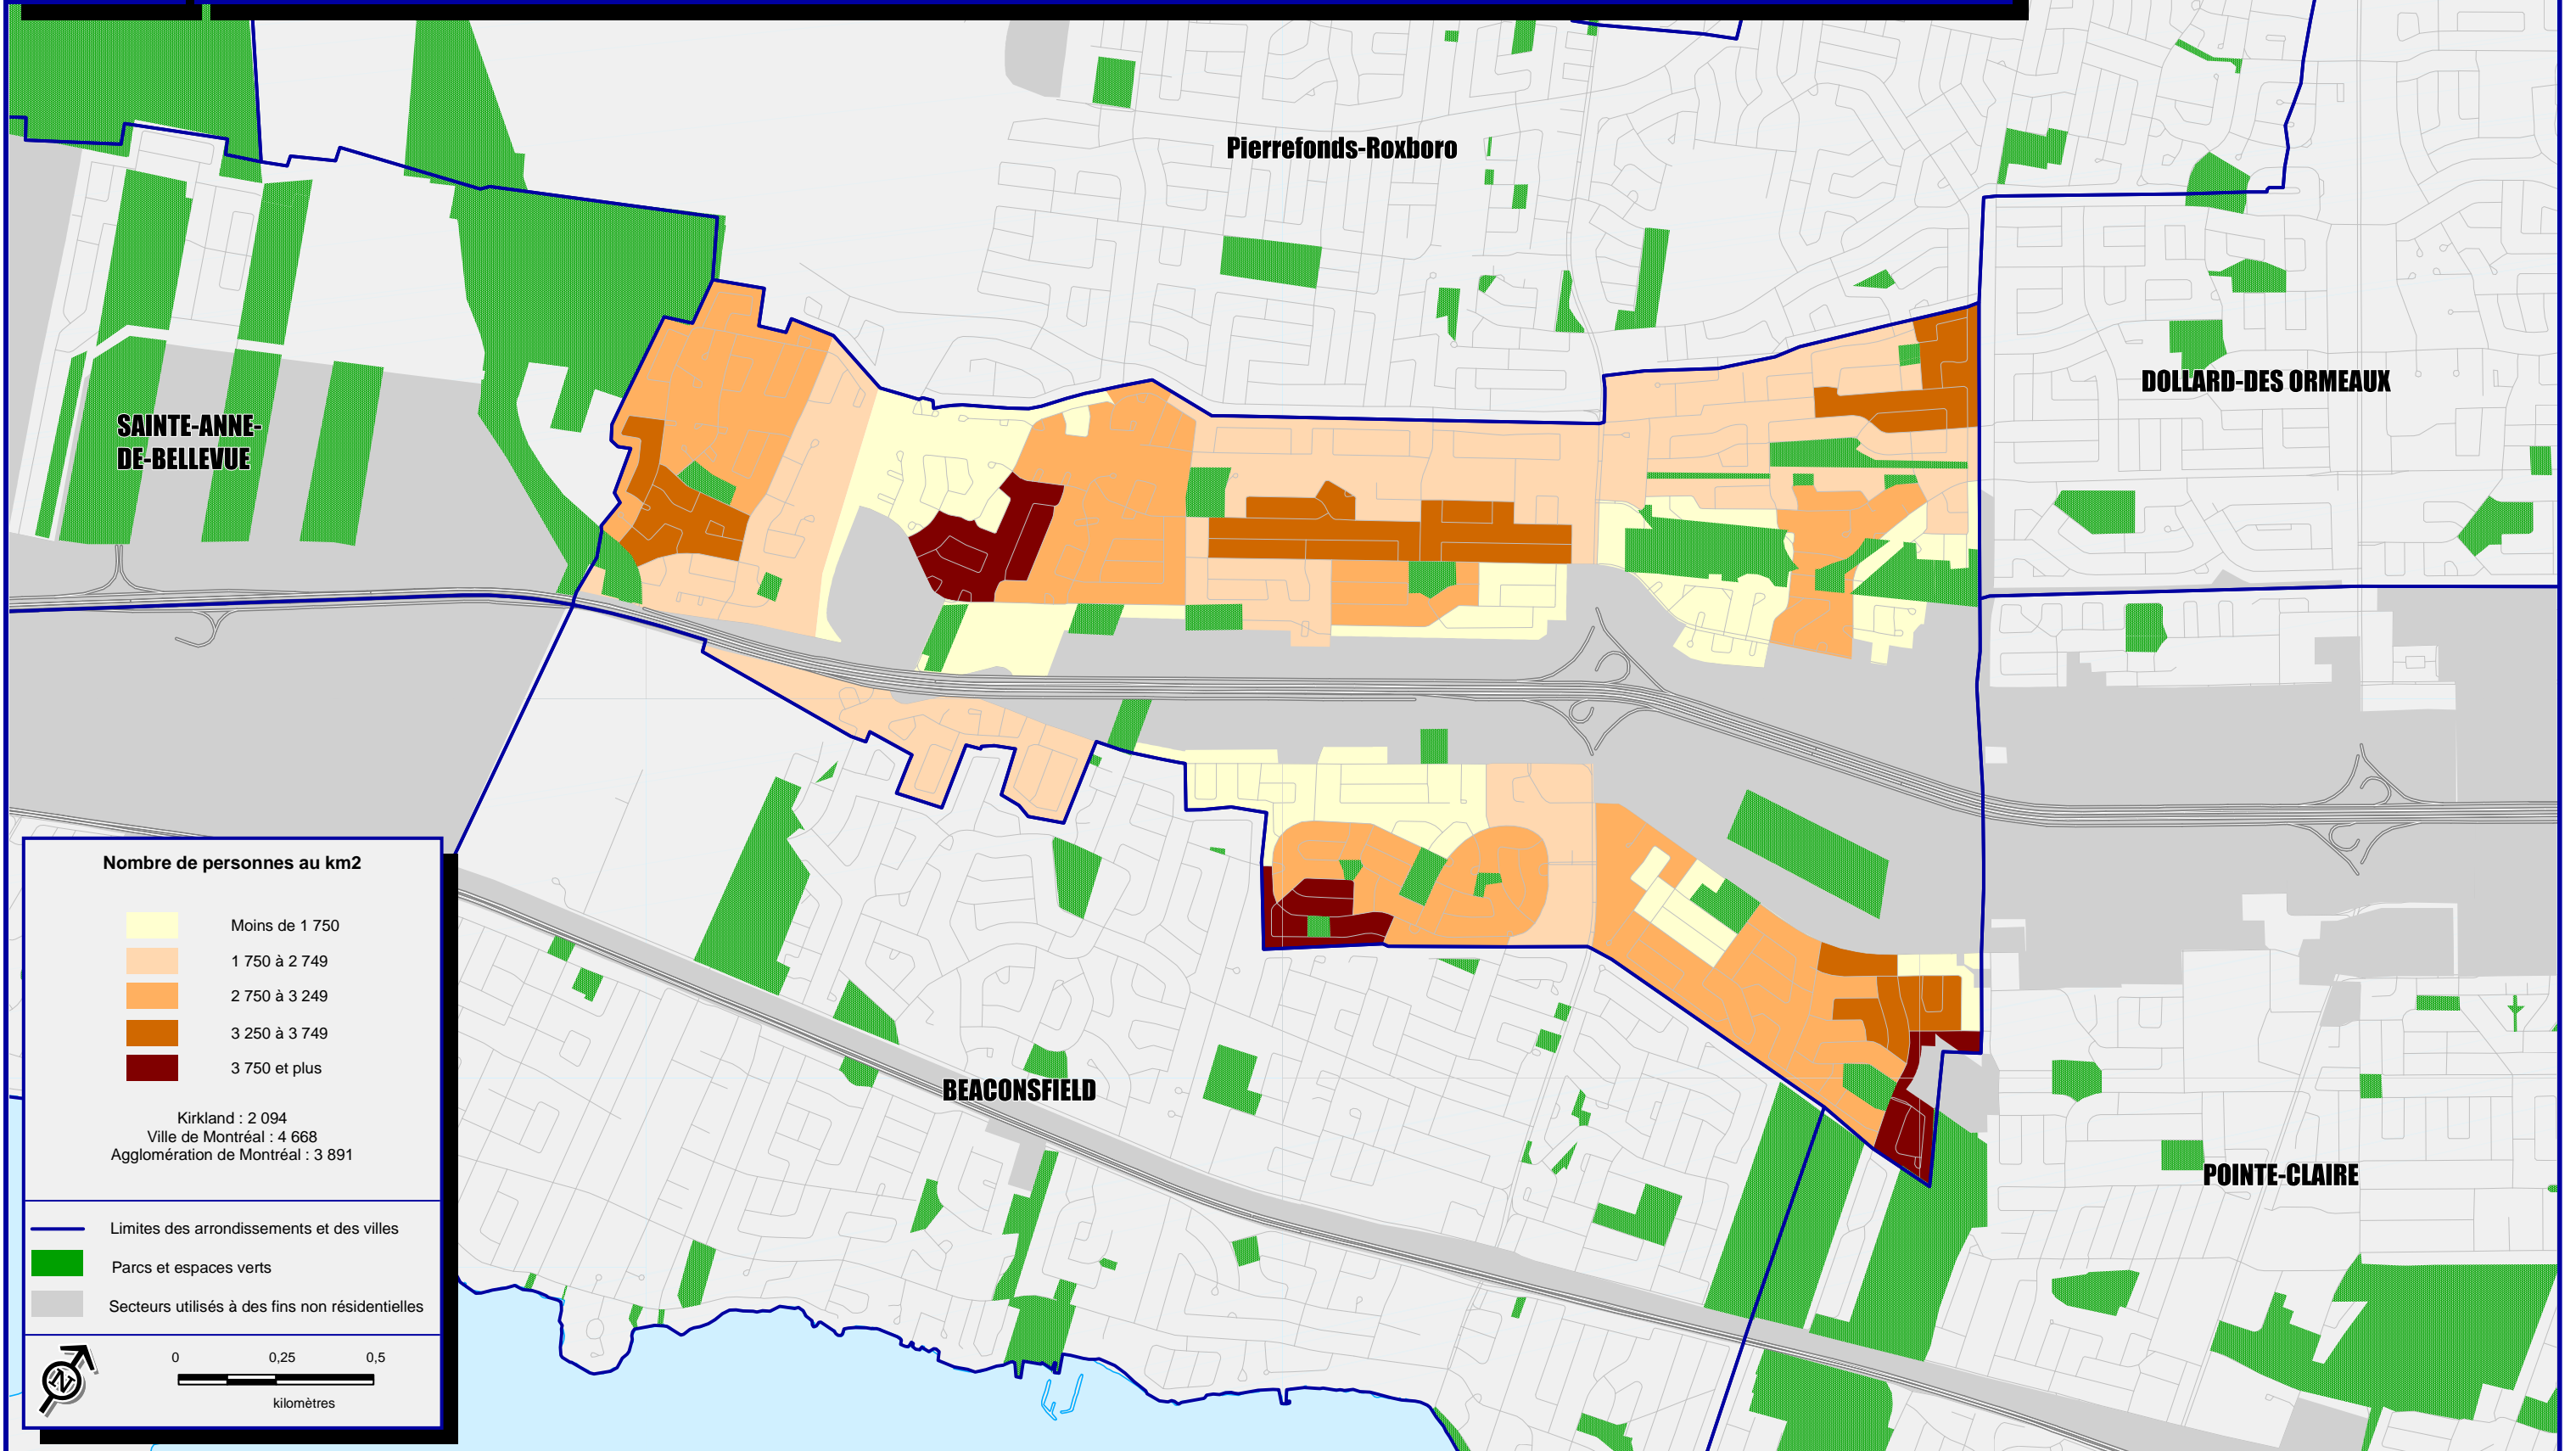 Pierrefonds-Roxboro
DOLLARD-DES ORMEAUX
SAINTE-ANNE-
DE-BELLEVUE
BEACONSFIELD
POINTE-CLAIRE
Nombre de personnes au km2
Moins de 1 750
1 750 à 2 749
2 750 à 3 249
3 250 à 3 749
3 750 et plus
Kirkland : 2 094
Ville de Montréal : 4 668
Agglomération de Montréal : 3 891
Limites des arrondissements et des villes
Parcs et espaces verts
Secteurs utilisés à des fins non résidentielles
N
0 0,25 0,5
kilomètres